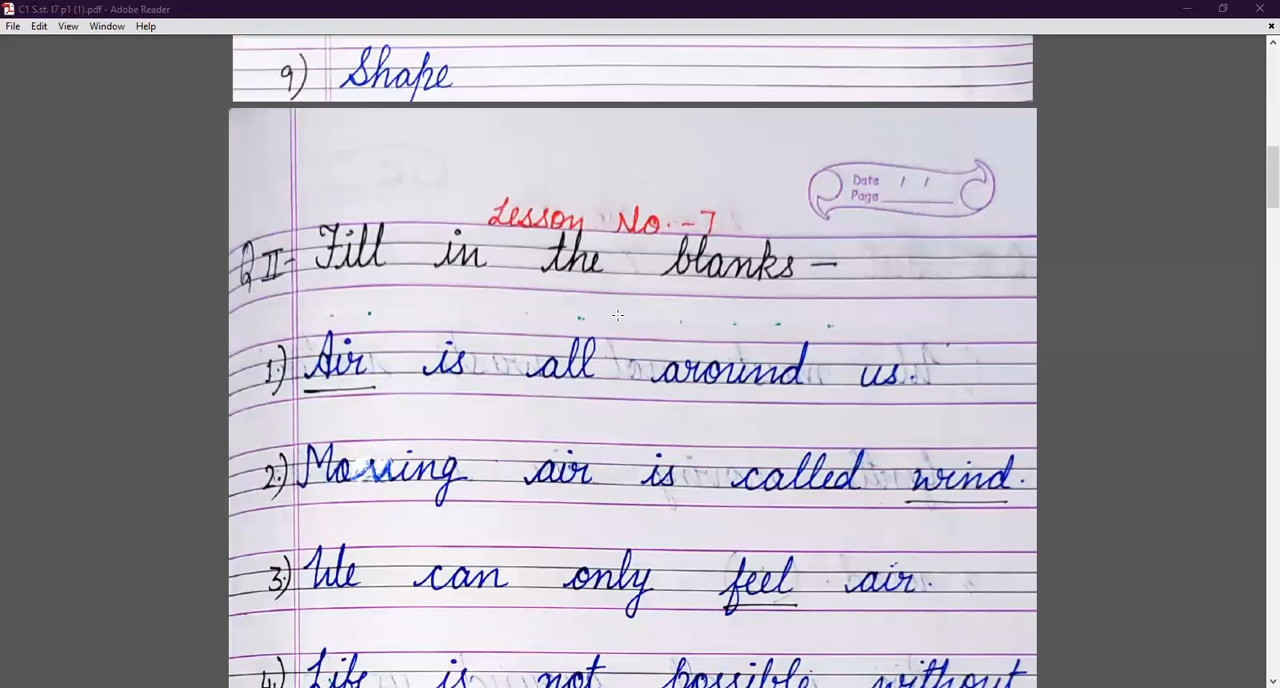 C1 S.st. l7 p1 (1).pdf - Adobe Reader
File Edit View Window Help
9) Shape
Date / /
Page
Lesson No.-7
Q II- Fill in the blanks -
1) Air is all around us.
2) Moving air is called wind.
3) We can only feel air.
4) Life is not possible without